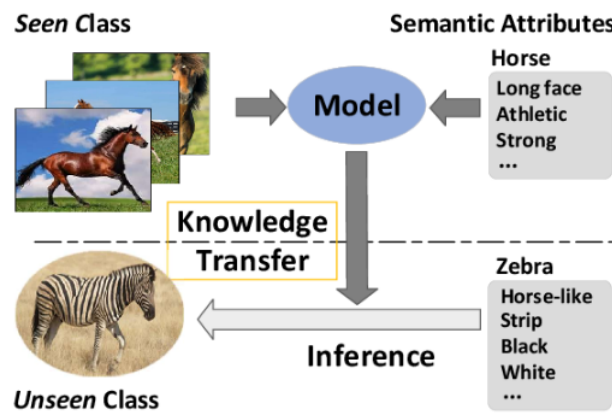 Seen Class
Semantic Attributes
Horse
Long face
Athletic
Strong
...
Model
Knowledge
Transfer
Zebra
Horse-like
Strip
Black
White
...
Inference
Unseen Class